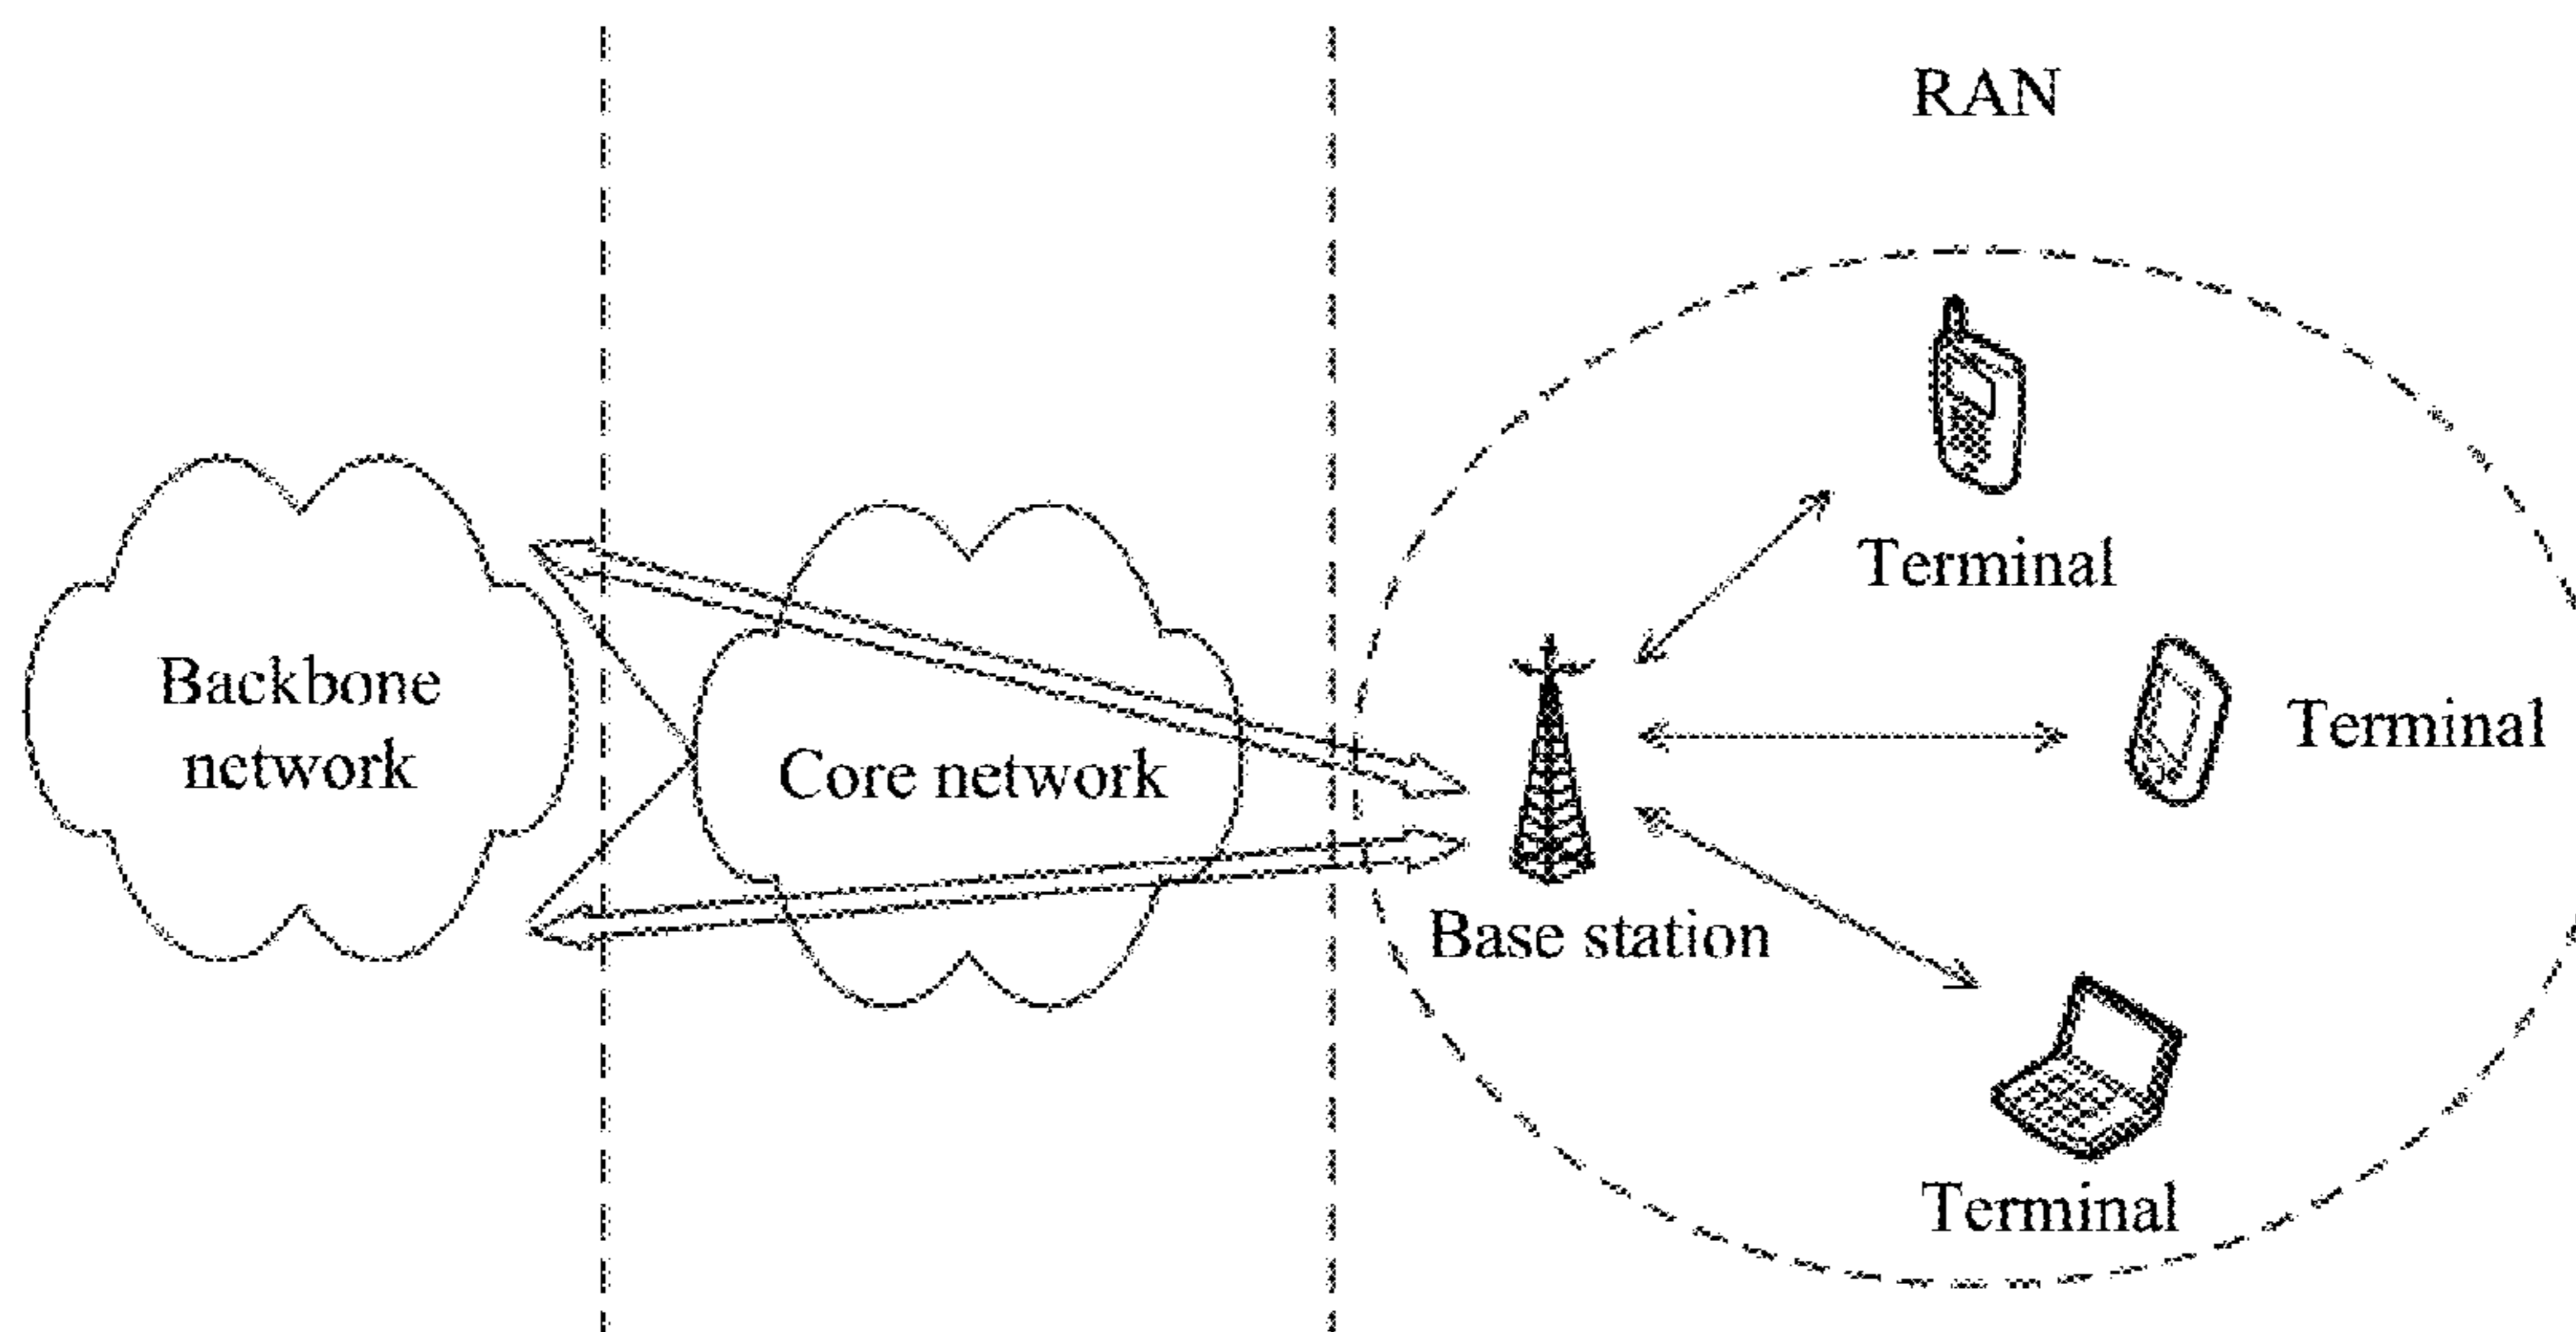 RAN
Terminal
Backbone
network
Core network
Terminal
Base station
Terminal